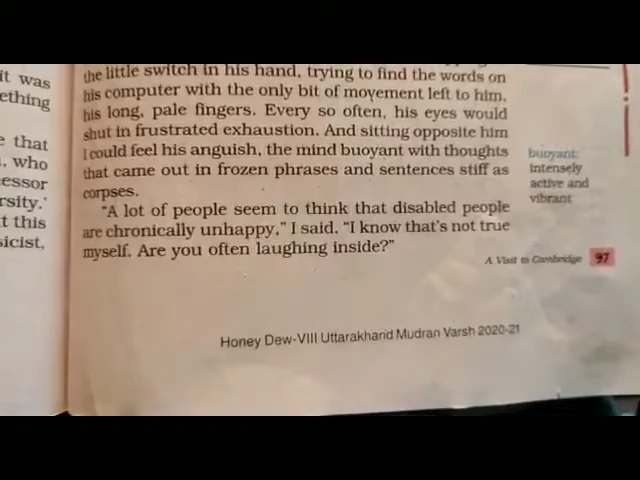 it was
ething
e that
, who
essor
rsity.'
t this
sicist,
the little switch in his hand, trying to find the words on
his computer with the only bit of movement left to him,
his long, pale fingers. Every so often, his eyes would
shut in frustrated exhaustion. And sitting opposite him
I could feel his anguish, the mind buoyant with thoughts
that came out in frozen phrases and sentences stiff as
corpses.
“A lot of people seem to think that disabled people
are chronically unhappy,” I said, “I know that’s not true
myself. Are you often laughing inside?”
buoyant:
intensely
active and
vibrant
A Visit to Cambridge 97
Honey Dew-VIII Uttarakhand Mudran Varsh 2020-21